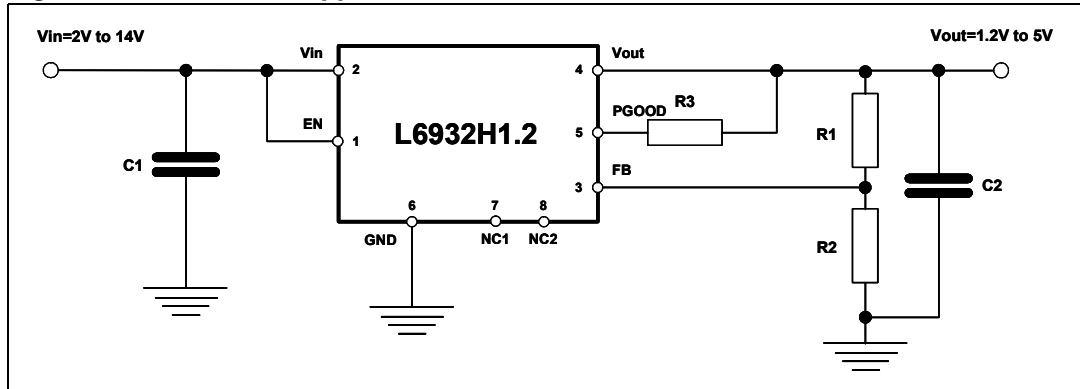 Vin=2V to 14V
Vout=1.2V to 5V
Vin
Vout
2
4
PGOOD
R3
EN
1
L6932H1.2
5
R1
C1
FB
3
C2
6
7
8
GND
NC1
NC2
R2